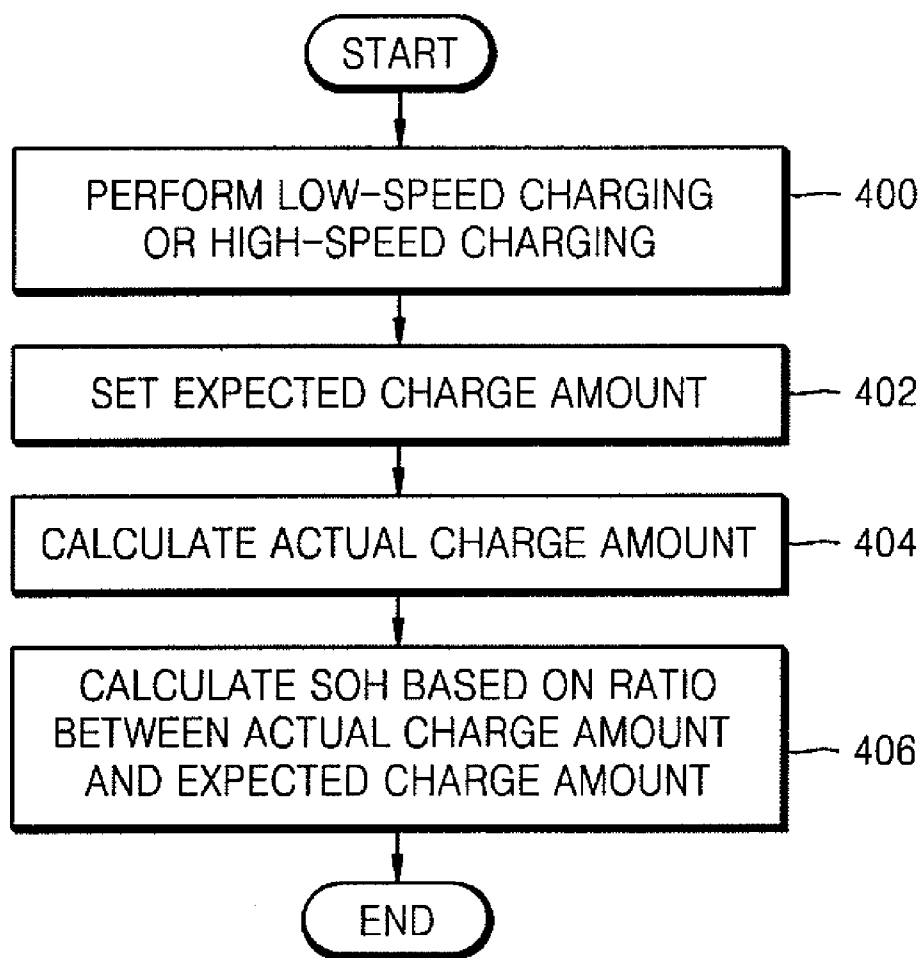 START
PERFORM LOW-SPEED CHARGING
OR HIGH-SPEED CHARGING
400
SET EXPECTED CHARGE AMOUNT
402
CALCULATE ACTUAL CHARGE AMOUNT
404
CALCULATE SOH BASED ON RATIO
BETWEEN ACTUAL CHARGE AMOUNT
AND EXPECTED CHARGE AMOUNT
406
END